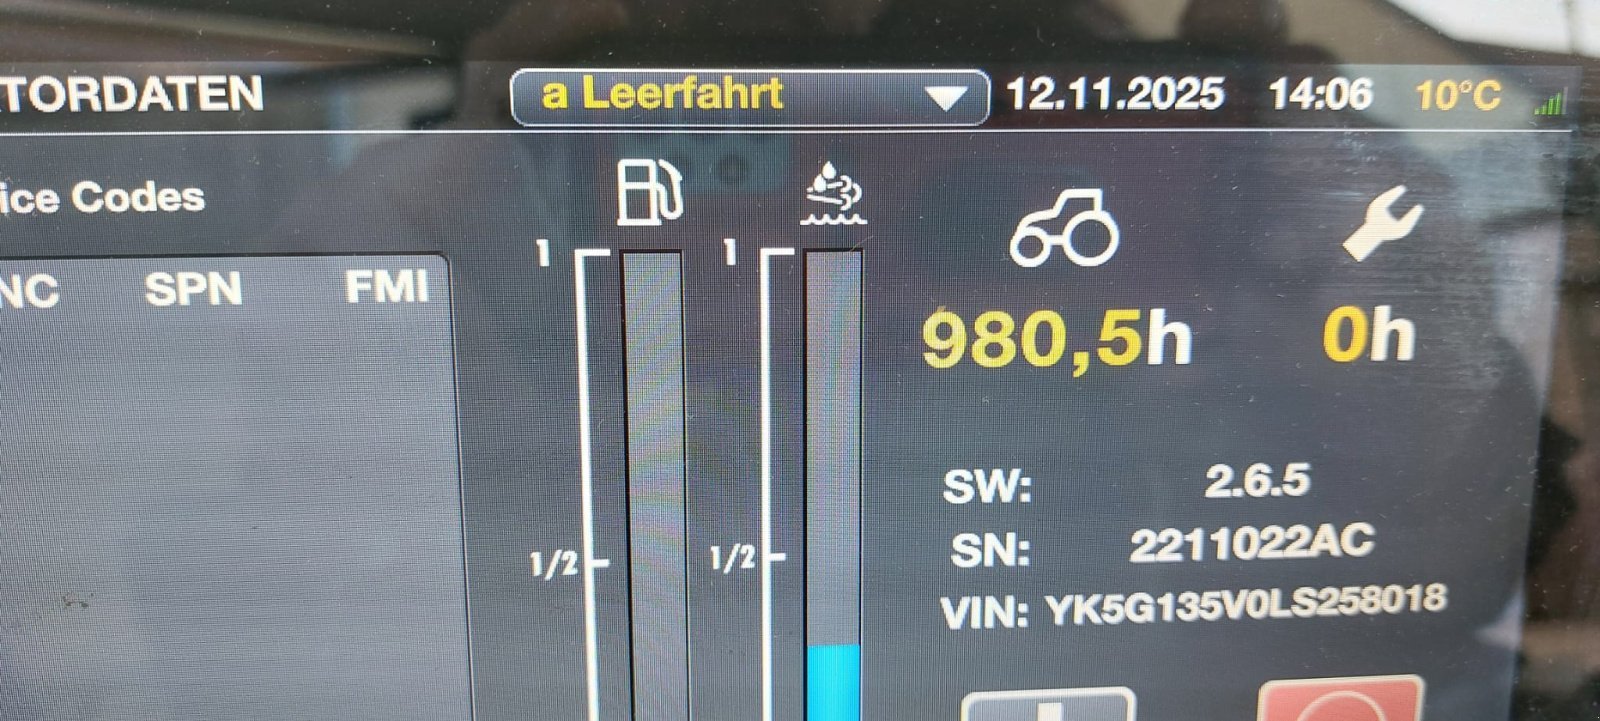 TORDATEN a Leerfahrt 12.11.2025 14:06 10°C
ice Codes
NC SPN FMI
1 1
980,5h 0h
1/2 1/2
SW: 2.6.5
SN: 2211022AC
VIN: YK5G135V0LS258018